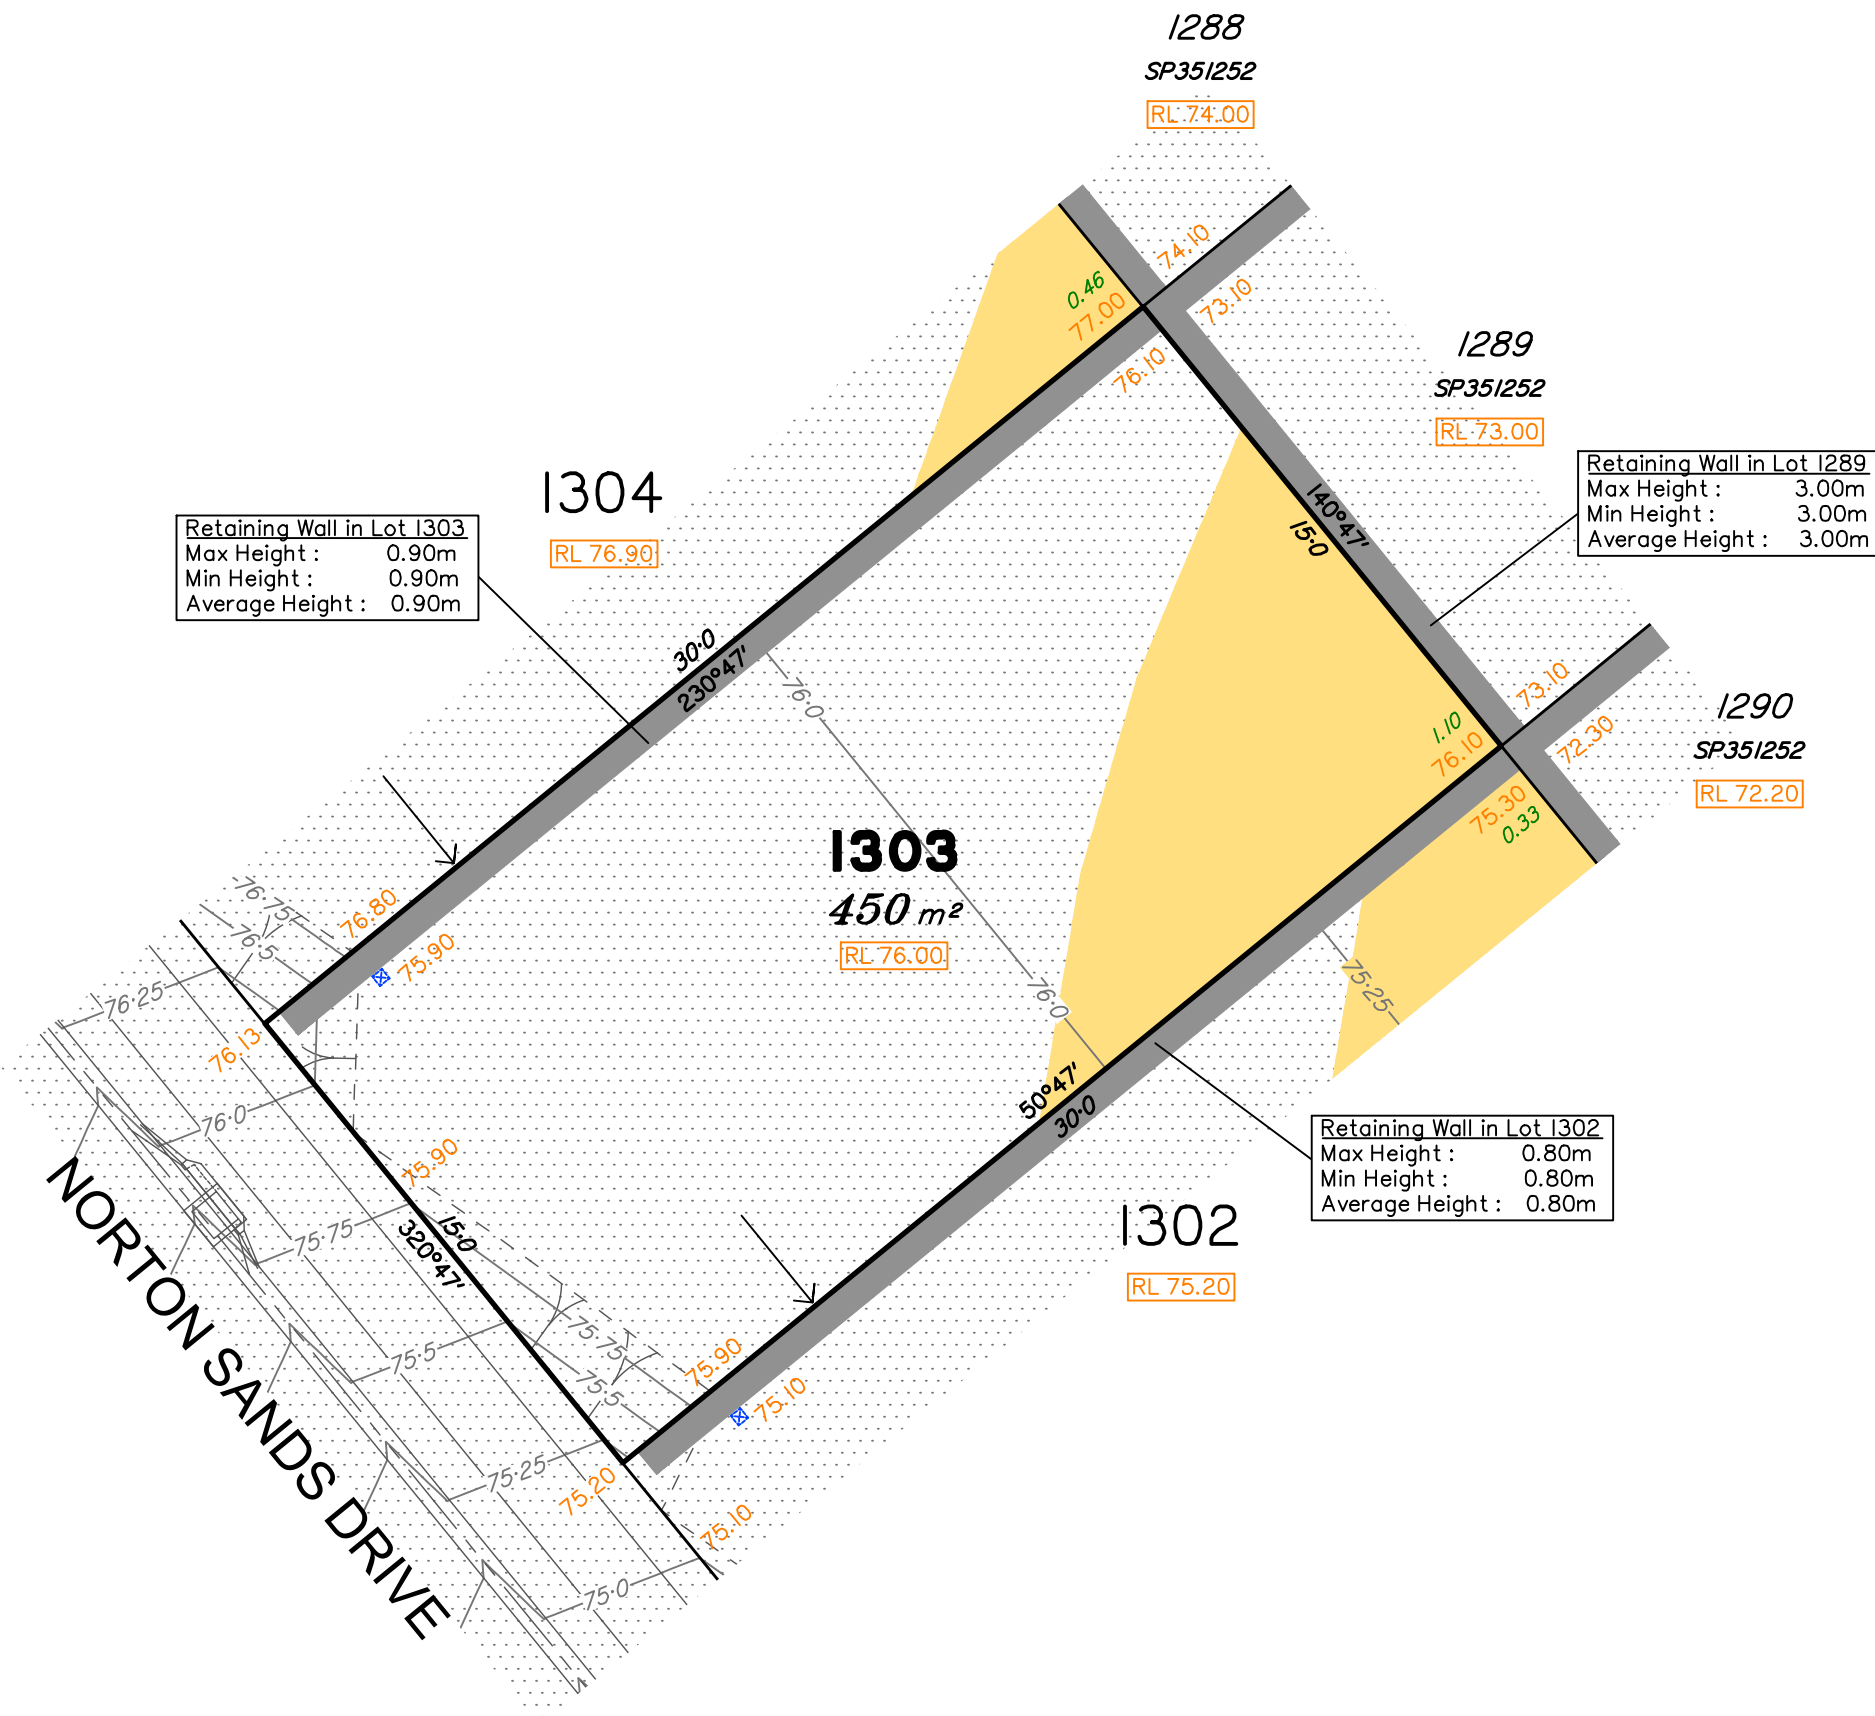 1288
SP351252
RL 74.00
74.10
73.10
0.46
77.00
76.10
1289
SP351252
RL 73.00
Retaining Wall in Lot 1289
Max Height : 3.00m
Min Height : 3.00m
Average Height : 3.00m
1304
RL 76.90
Retaining Wall in Lot 1303
Max Height : 0.90m
Min Height : 0.90m
Average Height : 0.90m
140°47'
15·0
30·0
230°47'
76·0
73.10
72.30
1290
SP351252
RL 72.20
1.10
76.10
75.30
0.33
1303
450 m²
RL 76.00
76·75
76·5
76.80
75.90
76·25
76.13
76·0
75·25
76·0
50°47'
30·0
Retaining Wall in Lot 1302
Max Height : 0.80m
Min Height : 0.80m
Average Height : 0.80m
75.90
15·0
320°47'
75·75
1302
RL 75.20
75·75
75·5
75·5
75.90
75.10
75·25
75.20
75.10
75·0
NORTON SANDS DRIVE